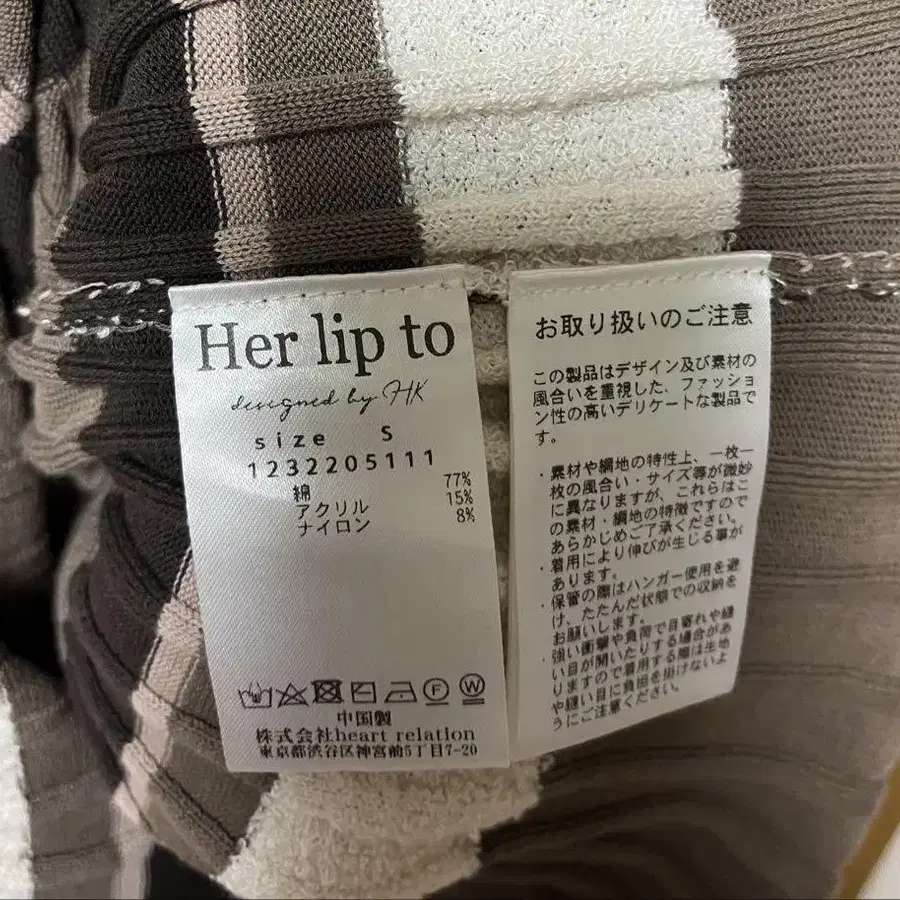 Her lip to
designed by HK
size S
1232205111
綿 77%
アクリル 15%
ナイロン 8%
中国製
株式会社heart relation
東京都渋谷区神宮前5丁目7-20
お取り扱いのご注意
この製品はデザイン及び素材の
風合いを重視した、ファッショ
ン性の高いデリケートな製品で
す。
・素材や編地の特性上、一枚一
枚の風合い・サイズ等が微妙
に異なりますが、これらはこ
の素材・編地の特徴ですので
あらかじめご了承ください。
・着用により伸びが生じる事が
あります。
・保管の際はハンガー使用を避
け、たたんだ状態での収納を
お願いします。
・強い衝撃や負荷で目寄れや縫
い目が開いたりする場合があ
りますので着用する際は生地
や縫い目に負担を掛けないよ
うにご注意ください。